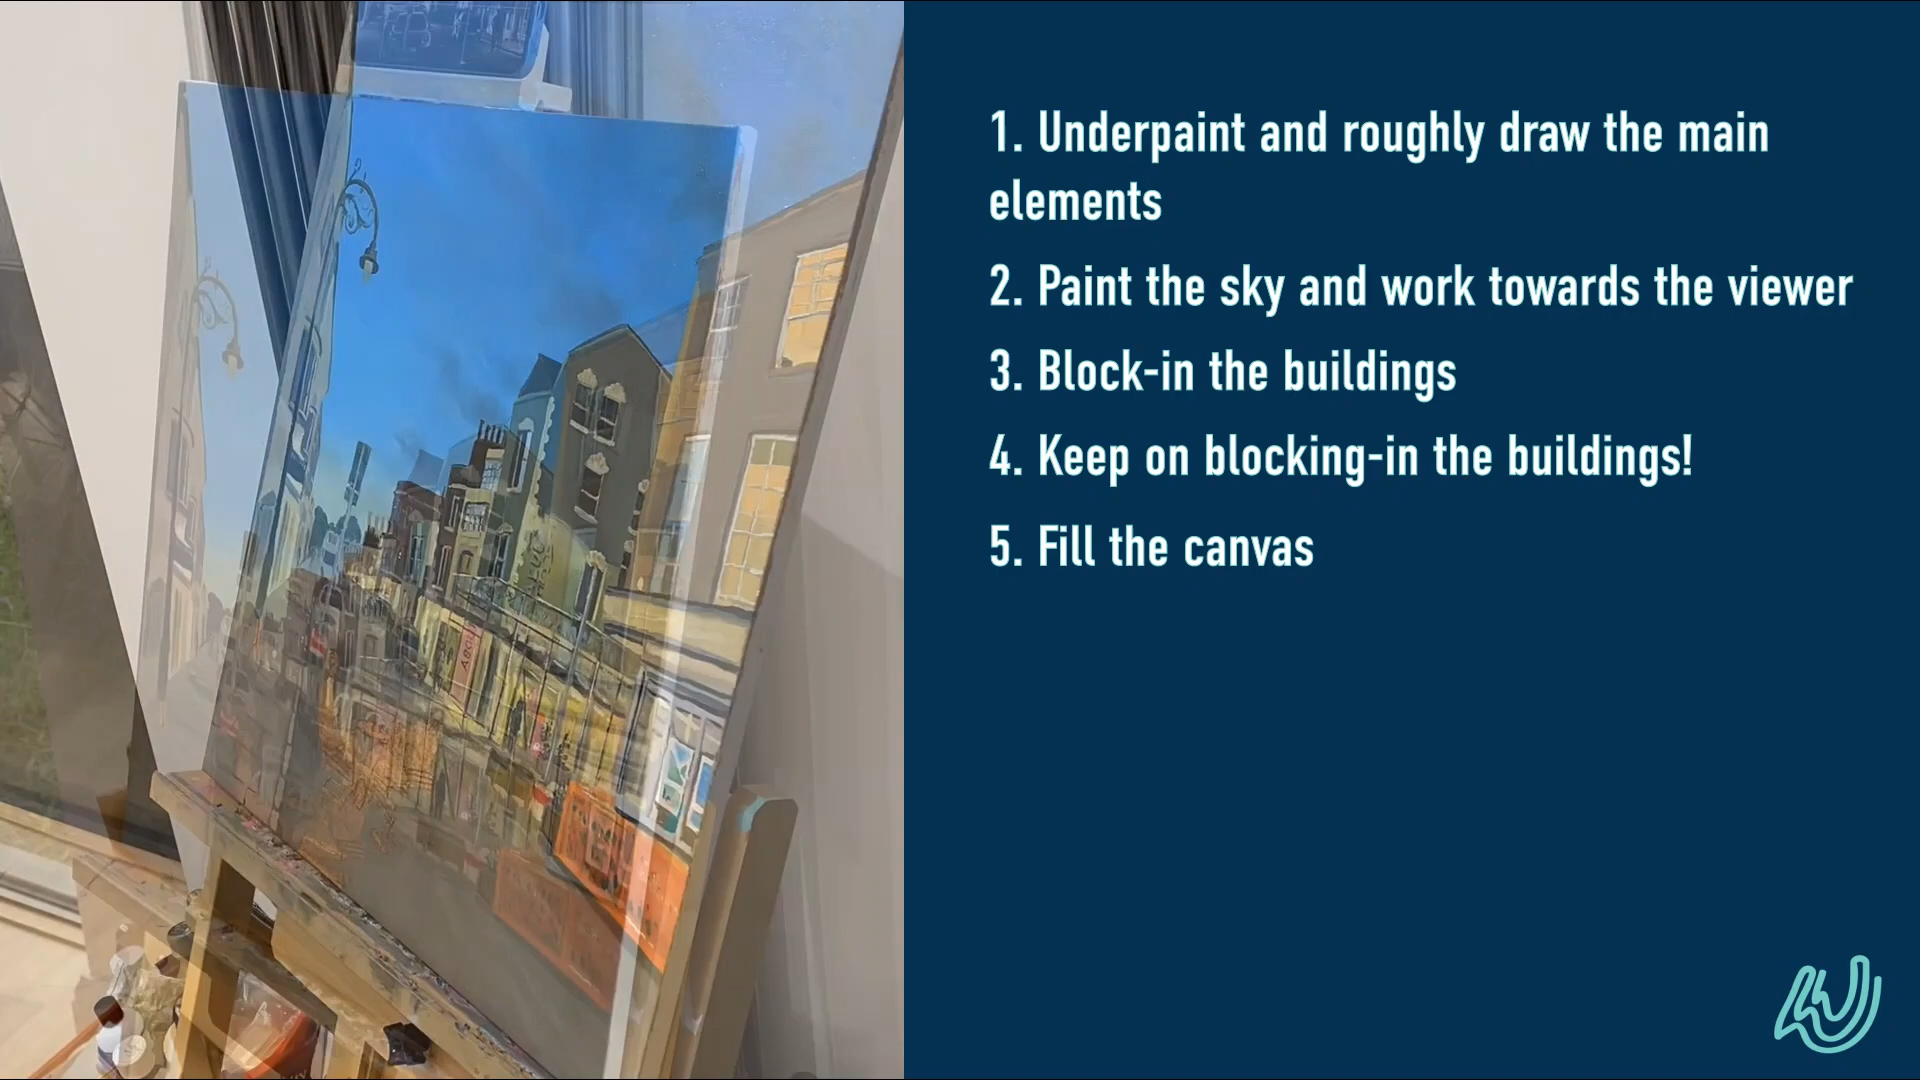 1. Underpaint and roughly draw the main
elements
2. Paint the sky and work towards the viewer
3. Block-in the buildings
4. Keep on blocking-in the buildings!
5. Fill the canvas